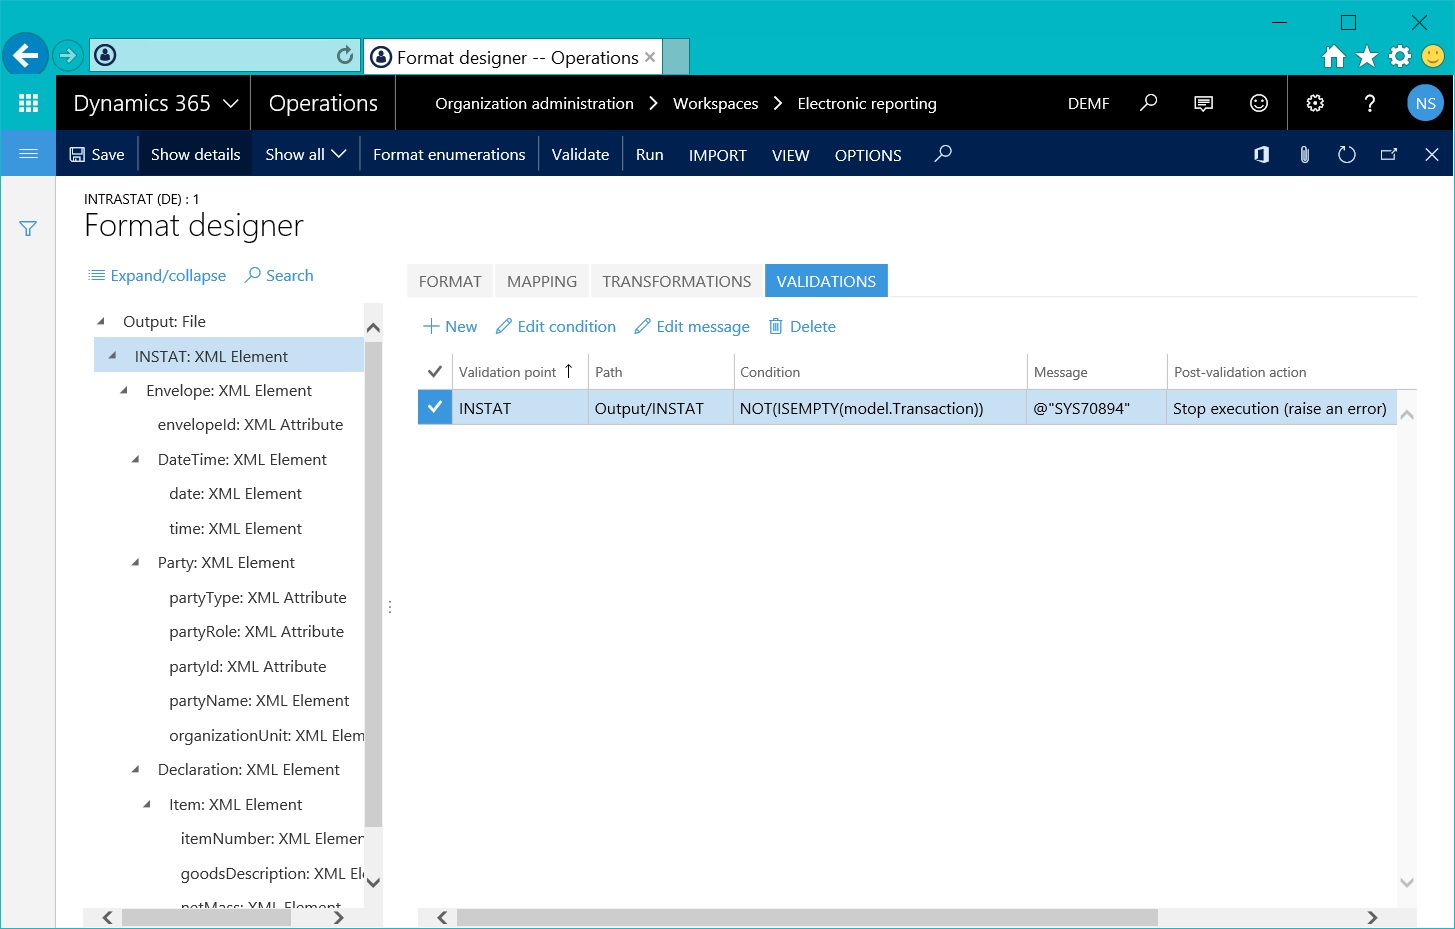 Format designer -- Operations
Dynamics 365
Operations
Organization administration > Workspaces > Electronic reporting
DEMF
?
NS
Save
Show details
Show all
Format enumerations
Validate
Run
IMPORT
VIEW
OPTIONS
INTRASTAT (DE) : 1
Format designer
Expand/collapse
Search
Output: File
INSTAT: XML Element
Envelope: XML Element
envelopeId: XML Attribute
DateTime: XML Element
date: XML Element
time: XML Element
Party: XML Element
partyType: XML Attribute
partyRole: XML Attribute
partyId: XML Attribute
partyName: XML Element
organizationUnit: XML Elem
Declaration: XML Element
Item: XML Element
itemNumber: XML Elemen
goodsDescription: XML El
netMass: XML Element
FORMAT
MAPPING
TRANSFORMATIONS
VALIDATIONS
New
Edit condition
Edit message
Delete
Validation point ↑ Path Condition Message Post-validation action
INSTAT Output/INSTAT NOT(ISEMPTY(model.Transaction)) @"SYS70894" Stop execution (raise an error)